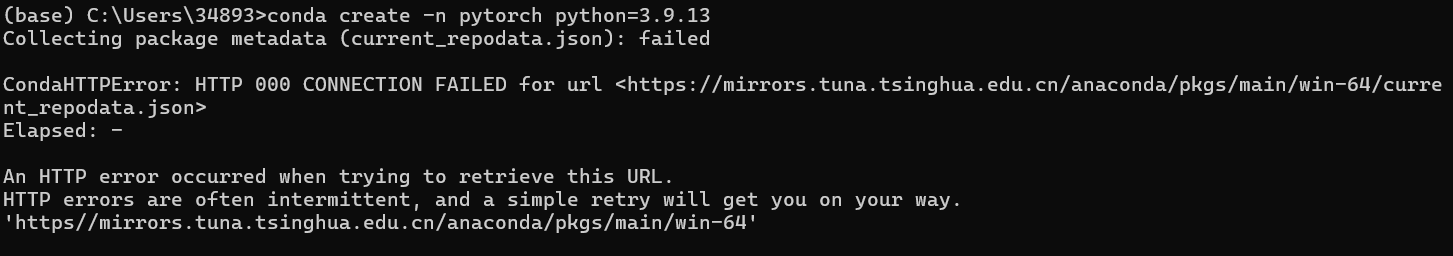 (base) C:\Users\34893>conda create -n pytorch python=3.9.13
Collecting package metadata (current_repodata.json): failed
CondaHTTPError: HTTP 000 CONNECTION FAILED for url <https://mirrors.tuna.tsinghua.edu.cn/anaconda/pkgs/main/win-64/curre
nt_repodata.json>
Elapsed: -
An HTTP error occurred when trying to retrieve this URL.
HTTP errors are often intermittent, and a simple retry will get you on your way.
'https//mirrors.tuna.tsinghua.edu.cn/anaconda/pkgs/main/win-64'